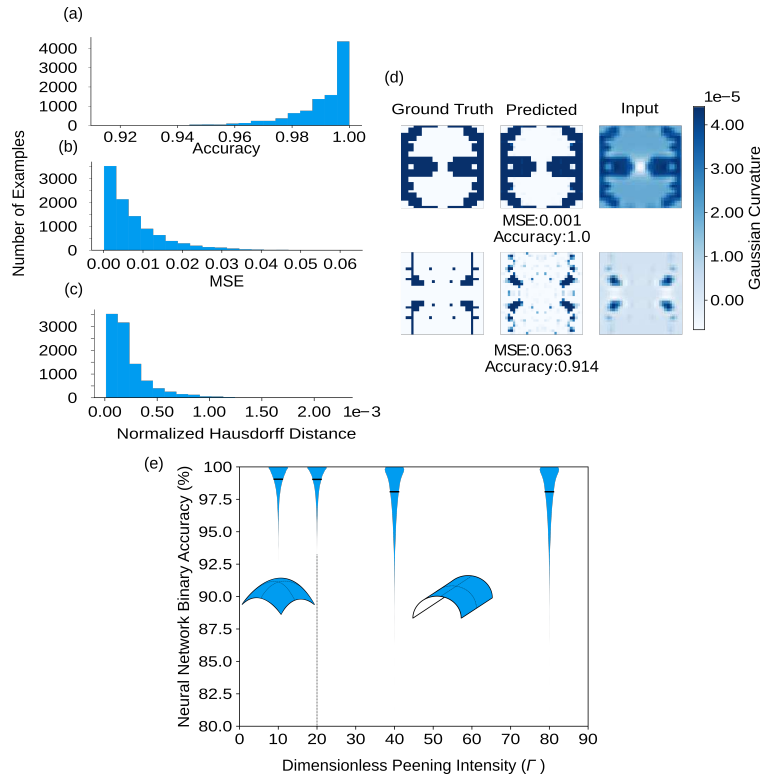 (a)
4000
3000
2000
1000
0
0.92 0.94 0.96 0.98 1.00
Accuracy
Number of Examples
(b)
3000
2000
1000
0
0.00 0.01 0.02 0.03 0.04 0.05 0.06
MSE
(c)
3000
2000
1000
0
0.00 0.50 1.00 1.50 2.00 1e−3
Normalized Hausdorff Distance
(d)
Ground Truth Predicted Input
MSE:0.001
Accuracy:1.0
MSE:0.063
Accuracy:0.914
1e−5
4.00
3.00
2.00
1.00
0.00
Gaussian Curvature
(e)
Neural Network Binary Accuracy (%)
100
97.5
95.0
92.5
90.0
87.5
85.0
82.5
80.0
0 10 20 30 40 50 60 70 80 90
Dimensionless Peening Intensity (Γ )